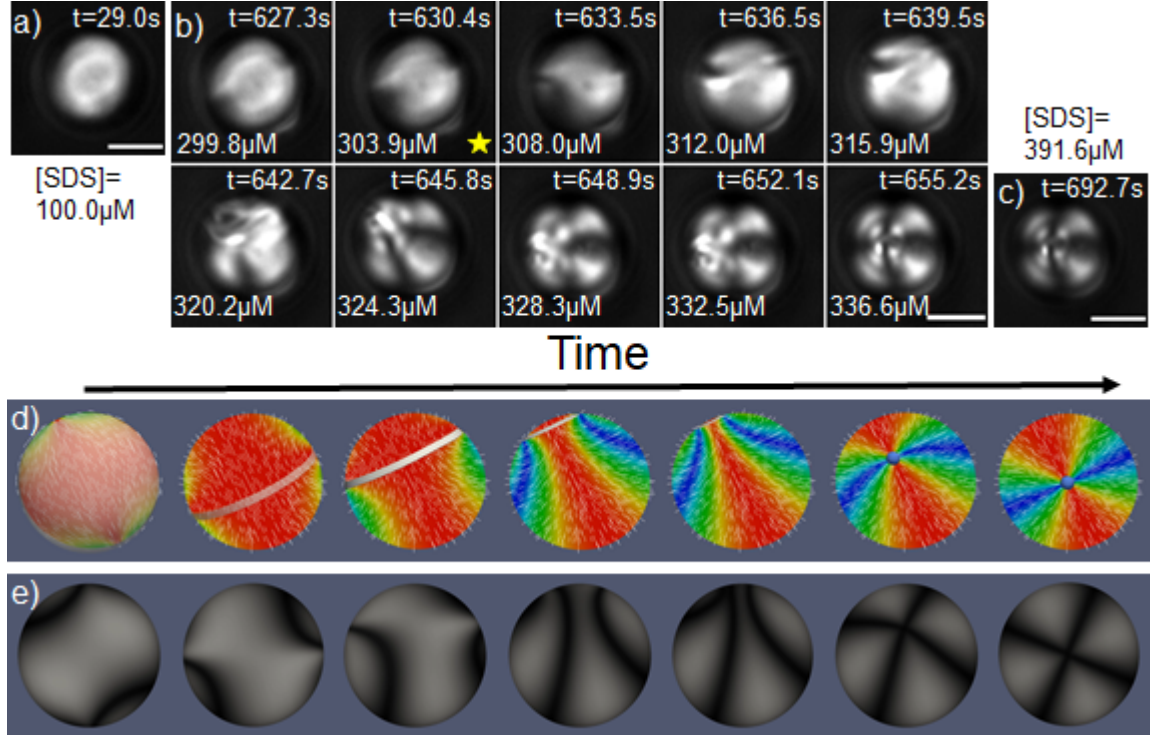 a)
t=29.0s
b)
t=627.3s
t=630.4s
t=633.5s
t=636.5s
t=639.5s
299.8µM
303.9µM
308.0µM
312.0µM
315.9µM
[SDS]=
100.0µM
[SDS]=
391.6µM
t=642.7s
t=645.8s
t=648.9s
t=652.1s
t=655.2s
c)
t=692.7s
320.2µM
324.3µM
328.3µM
332.5µM
336.6µM
Time
d)
e)